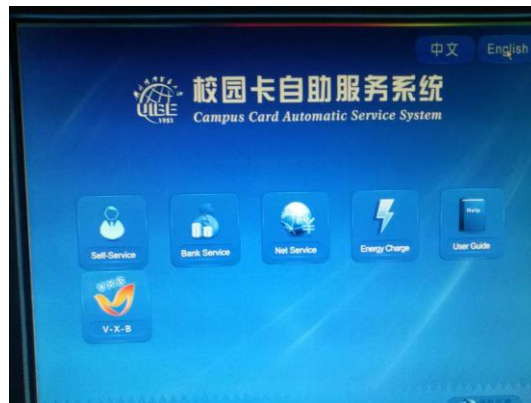 中文 English
校园卡自助服务系统
UIBE
1951
Campus Card Automatic Service System
Self-Service
Bank Service
Net Service
Energy Charge
Help
User Guide
V-X-B